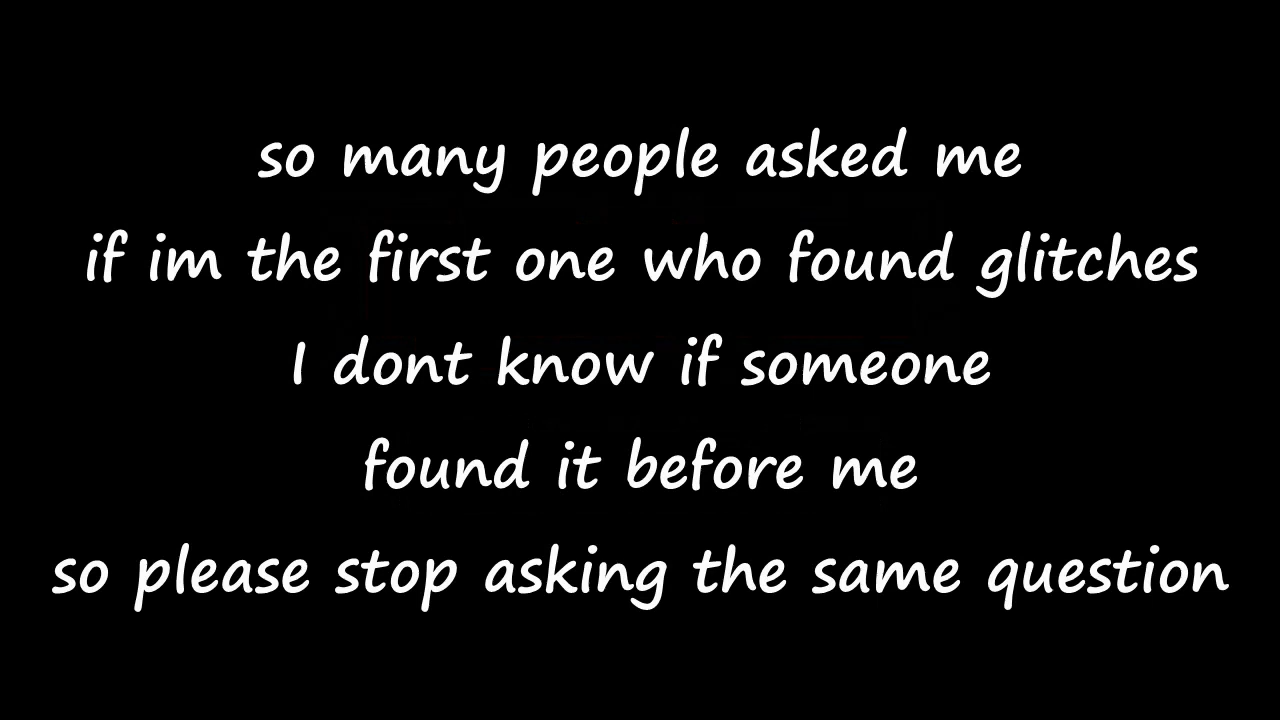 so many people asked me
if im the first one who found glitches
I dont know if someone
found it before me
so please stop asking the same question